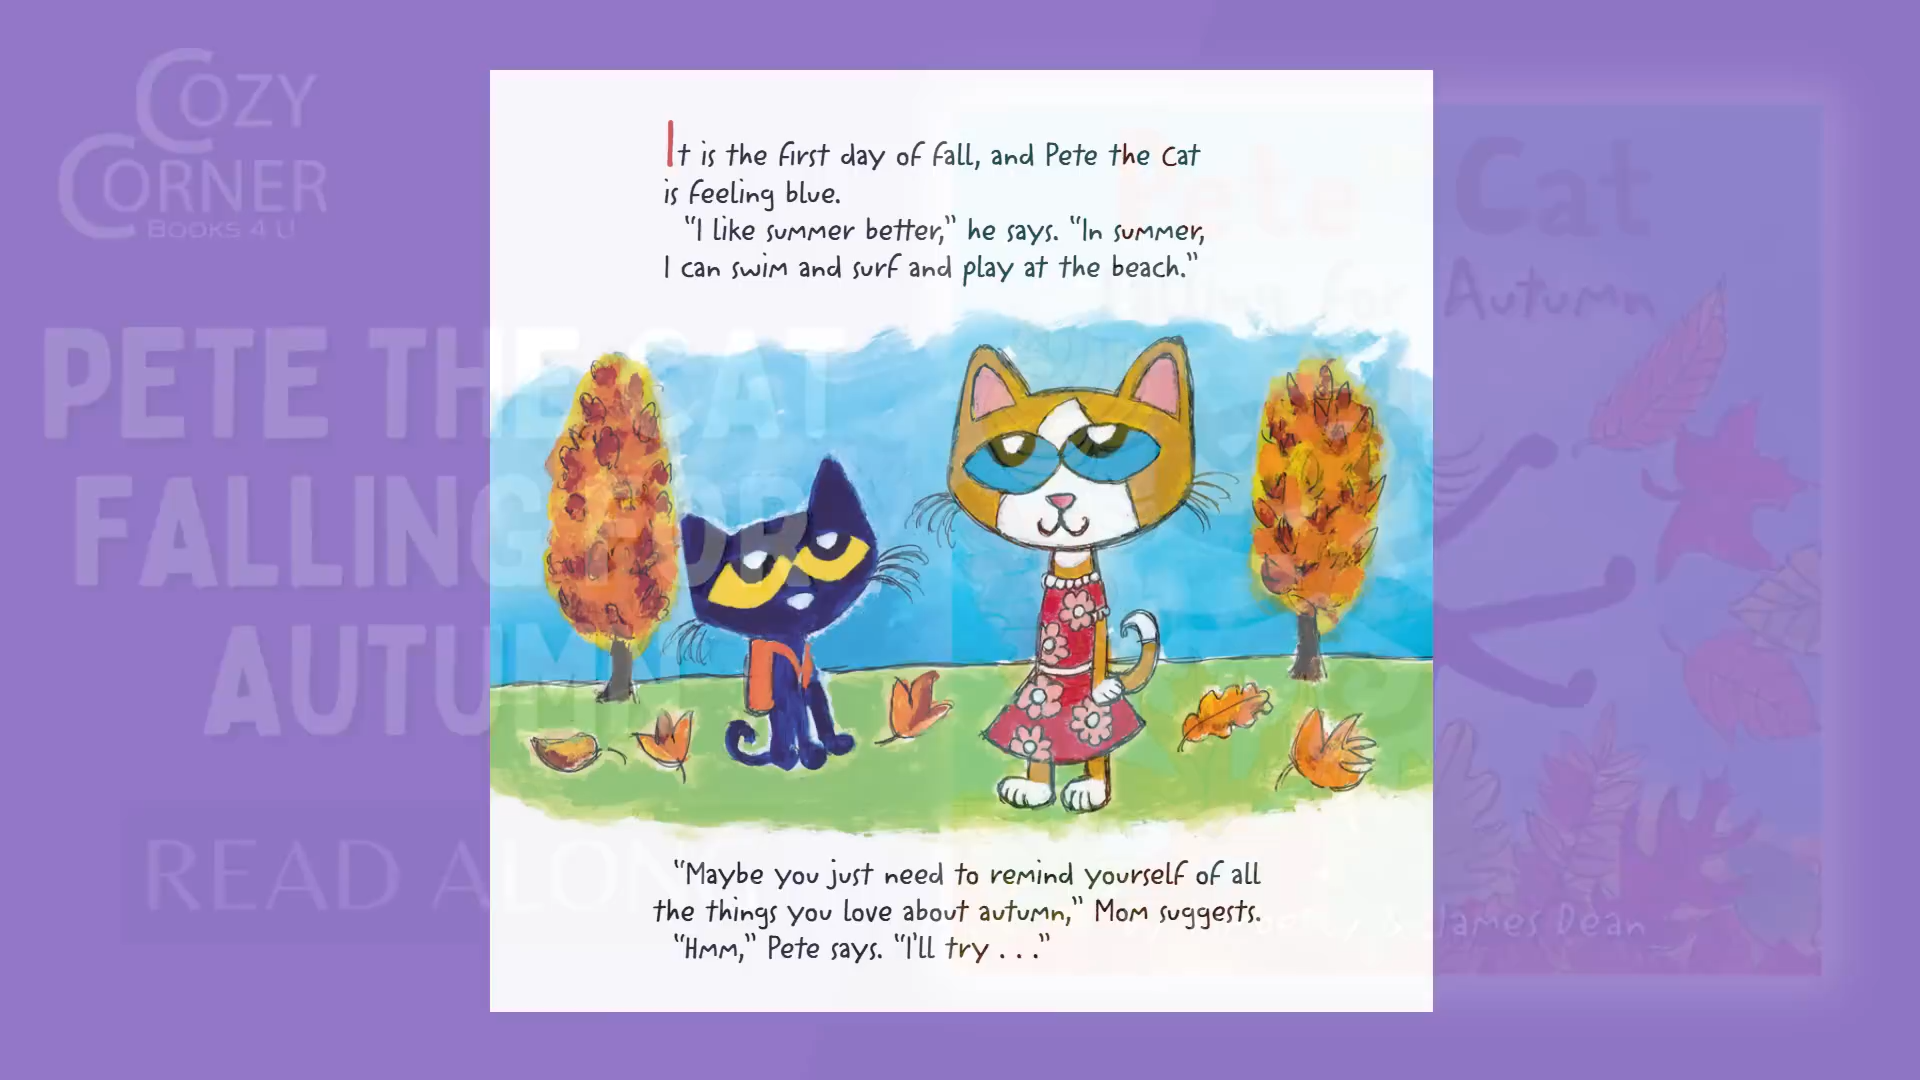 COZY
CORNER
BOOKS 4 U
PETE THE CAT
FALLING FOR
AUTUMN
READ ALONG
It is the first day of fall, and Pete the Cat
is feeling blue.
“I like summer better,” he says. “In summer,
I can swim and surf and play at the beach.”
“Maybe you just need to remind yourself of all
the things you love about autumn,” Mom suggests.
“Hmm,” Pete says. “I’ll try . . .”
Pete Cat
Falling for Autumn
James Dean